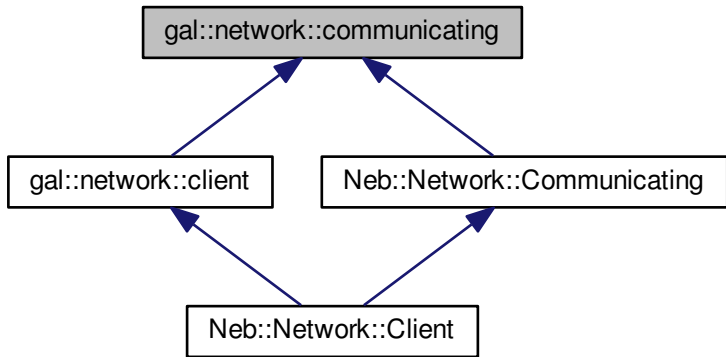 gal::network::communicating
gal::network::client
Neb::Network::Communicating
Neb::Network::Client